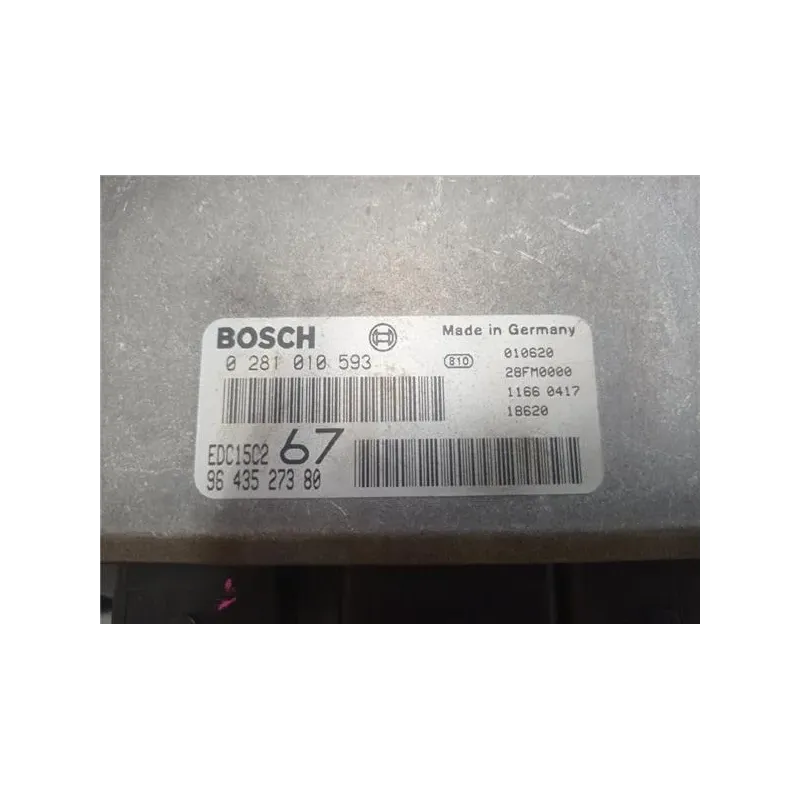 BOSCH
Made in Germany
0 281 010 593
810
010620
28FM0000
1166 0417
18620
EDC15C2 67
96 435 273 80